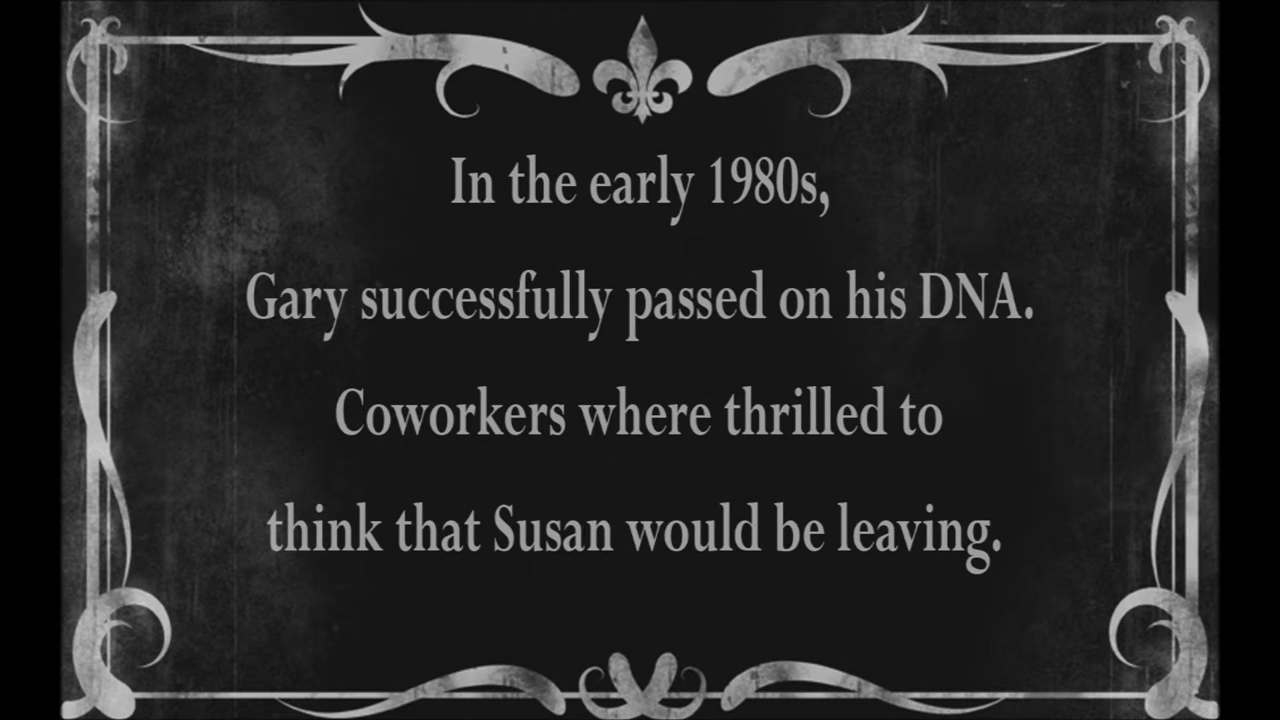 In the early 1980s,
Gary successfully passed on his DNA.
Coworkers where thrilled to
think that Susan would be leaving.